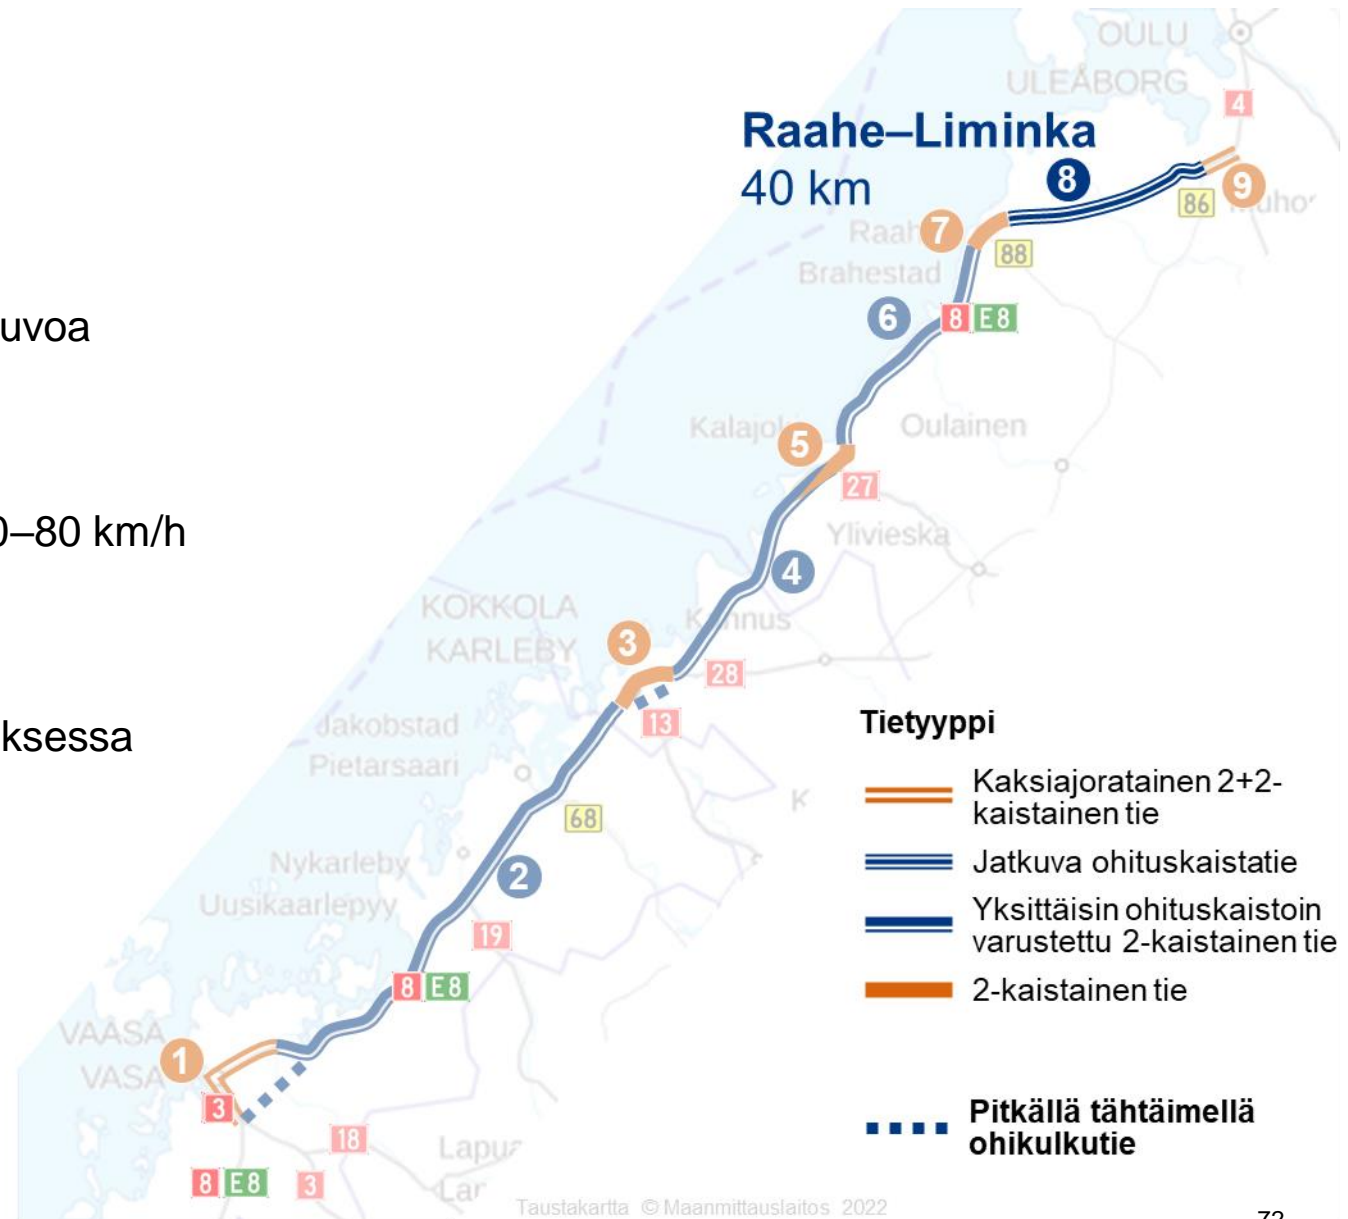 OULU
ULEÅBORG
4
Raahe–Liminka
40 km
8
9
86
7
88
Brahestad
6
8 E8
uvoa
Oulainen
5
27
0–80 km/h
Ylivieska
4
KOKKOLA
KARLEBY
3
28
13
ksessa
Jakobstad
Pietarsaari
68
K
Nykarleby
Uusikaarlepyy
2
19
8 E8
VAASA
VASA
1
3
18
8 E8
3
Tietyyppi
Kaksiajoratainen 2+2-
kaistainen tie
Jatkuva ohituskaistatie
Yksittäisin ohituskaistoin
varustettu 2-kaistainen tie
2-kaistainen tie
Pitkällä tähtäimellä
ohikulkutie
Taustakartta © Maanmittauslaitos 2022